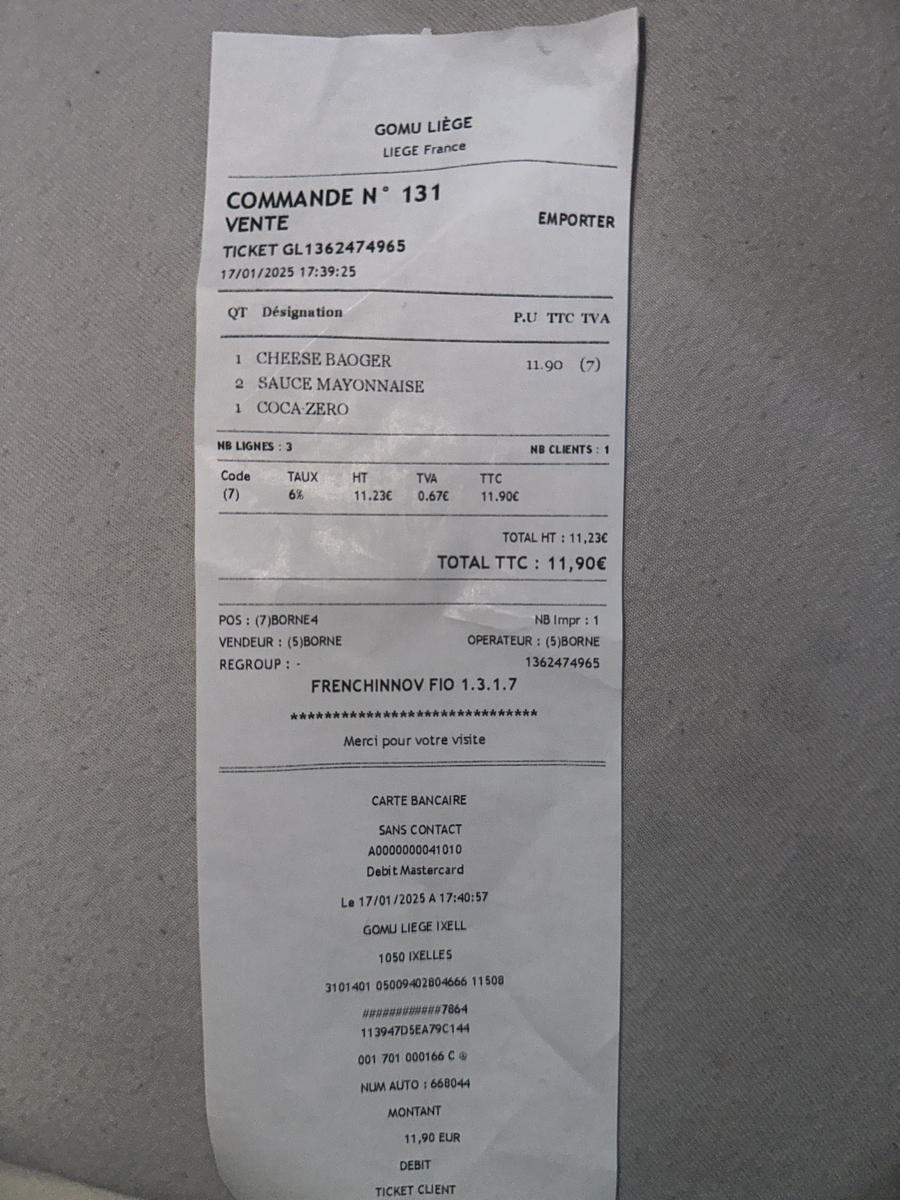 GOMU LIÈGE
LIEGE France
COMMANDE N° 131
VENTE EMPORTER
TICKET GL1362474965
17/01/2025 17:39:25
QT Désignation P.U TTC TVA
1 CHEESE BAOGER 11.90 (7)
2 SAUCE MAYONNAISE
1 COCA-ZERO
NB LIGNES : 3 NB CLIENTS : 1
Code TAUX HT TVA TTC
(7) 6% 11.23€ 0.67€ 11.90€
TOTAL HT : 11,23€
TOTAL TTC : 11,90€
POS : (7)BORNE4 NB Impr : 1
VENDEUR : (5)BORNE OPERATEUR : (5)BORNE
REGROUP : - 1362474965
FRENCHINNOV FIO 1.3.1.7
*****************************
Merci pour votre visite
CARTE BANCAIRE
SANS CONTACT
A0000000041010
Debit Mastercard
Le 17/01/2025 A 17:40:57
GOMU LIEGE IXELL
1050 IXELLES
3101401 05009402804666 11508
############7864
113947D5EA79C144
001 701 000166 C @
NUM AUTO : 668044
MONTANT
11,90 EUR
DEBIT
TICKET CLIENT